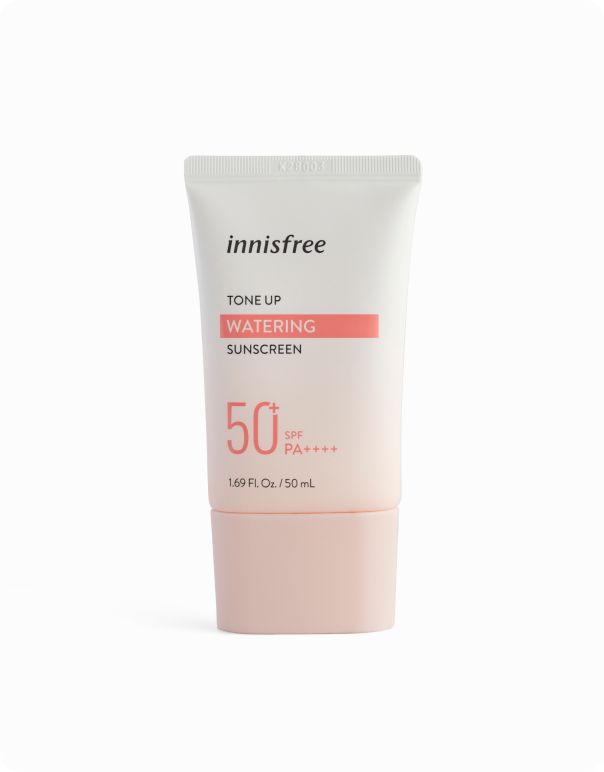 innisfree
TONE UP
WATERING
SUNSCREEN
50+
SPF
PA++++
1.69 Fl. Oz. / 50 mL